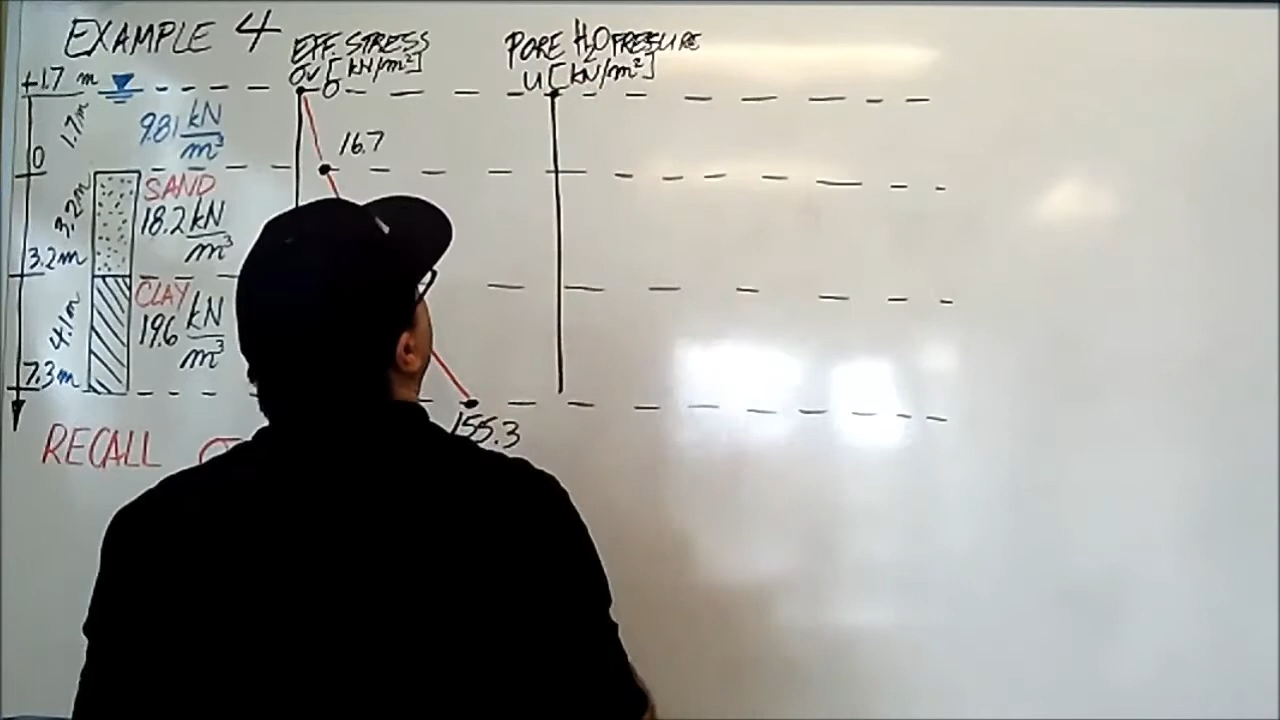 EXAMPLE 4
EFF. STRESS
σv [kN/m²]
PORE H2O PRESSURE
u [kN/m²]
+1.7 m
0
1.7m
9.81 kN/m³
16.7
0
SAND
18.2 kN/m³
3.2m
3.2m
CLAY
19.6 kN/m³
4.1m
7.3m
155.3
RECALL